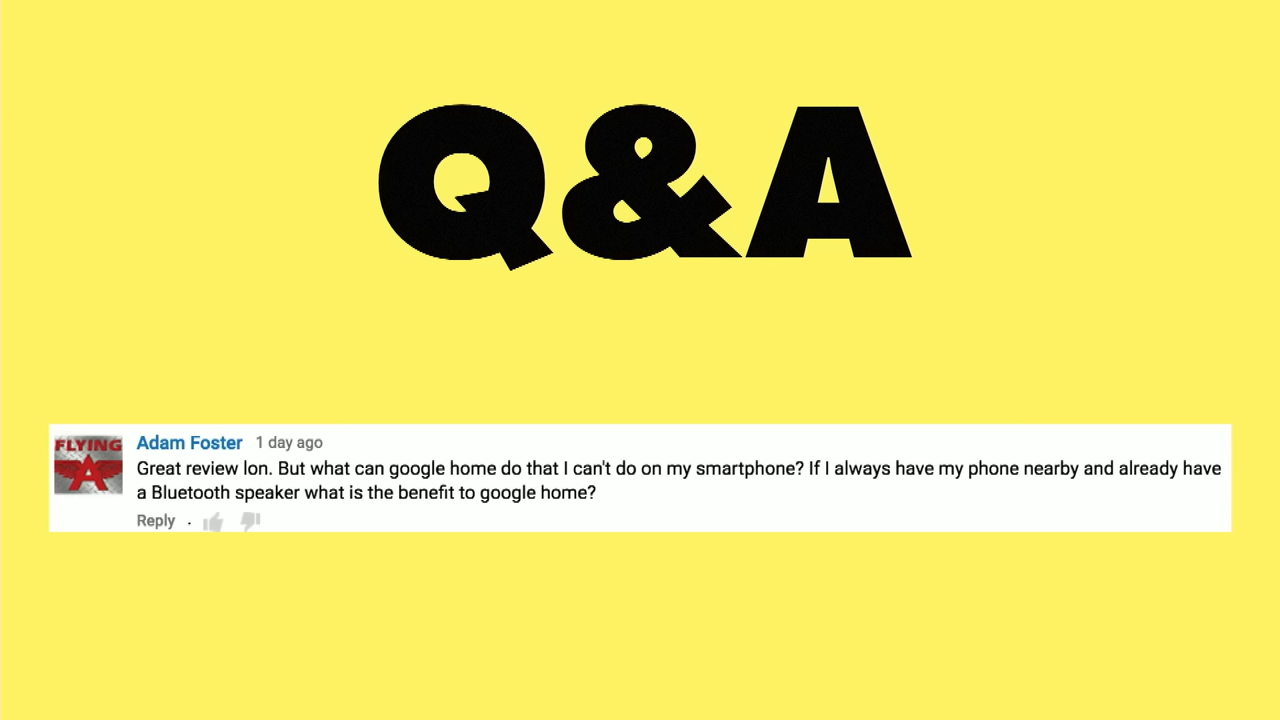 Q&A
FLYING
A
Adam Foster 1 day ago
Great review lon. But what can google home do that I can't do on my smartphone? If I always have my phone nearby and already have
a Bluetooth speaker what is the benefit to google home?
Reply .